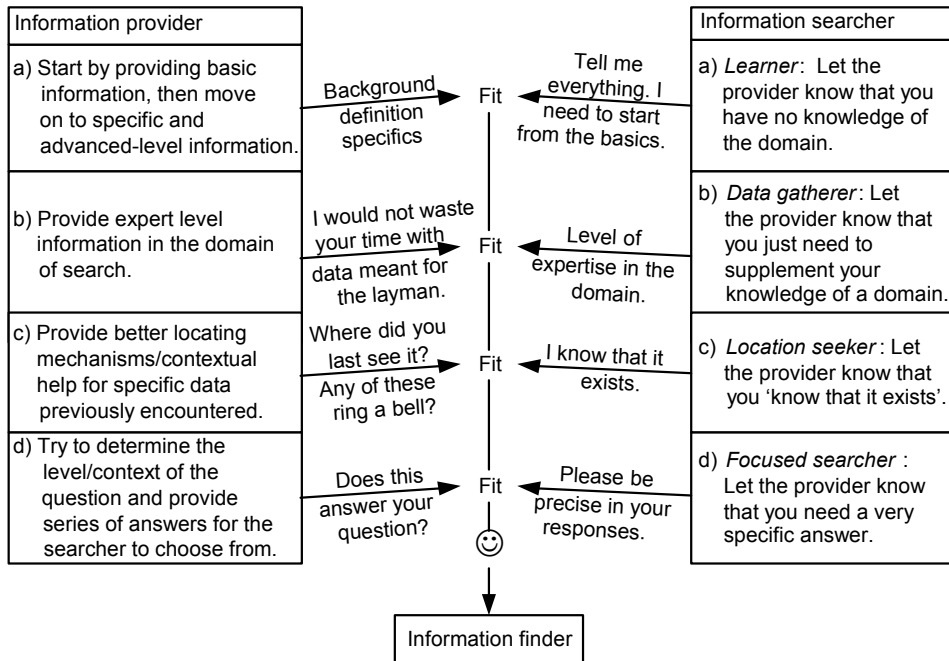 Information provider
a) Start by providing basic
information, then move
on to specific and
advanced-level information.
b) Provide expert level
information in the domain
of search.
c) Provide better locating
mechanisms/contextual
help for specific data
previously encountered.
d) Try to determine the
level/context of the
question and provide
series of answers for the
searcher to choose from.
Background
definition
specifics
I would not waste
your time with
data meant for
the layman.
Where did you
last see it?
Any of these
ring a bell?
Does this
answer your
question?
Fit
Fit
Fit
Fit
Tell me
everything. I
need to start
from the basics.
Level of
expertise in the
domain.
I know that it
exists.
Please be
precise in your
responses.
Information searcher
a) Learner: Let the
provider know that you
have no knowledge of
the domain.
b) Data gatherer: Let
the provider know that
you just need to
supplement your
knowledge of a domain.
c) Location seeker: Let
the provider know that
you ‘know that it exists’.
d) Focused searcher :
Let the provider know
that you need a very
specific answer.
Information finder